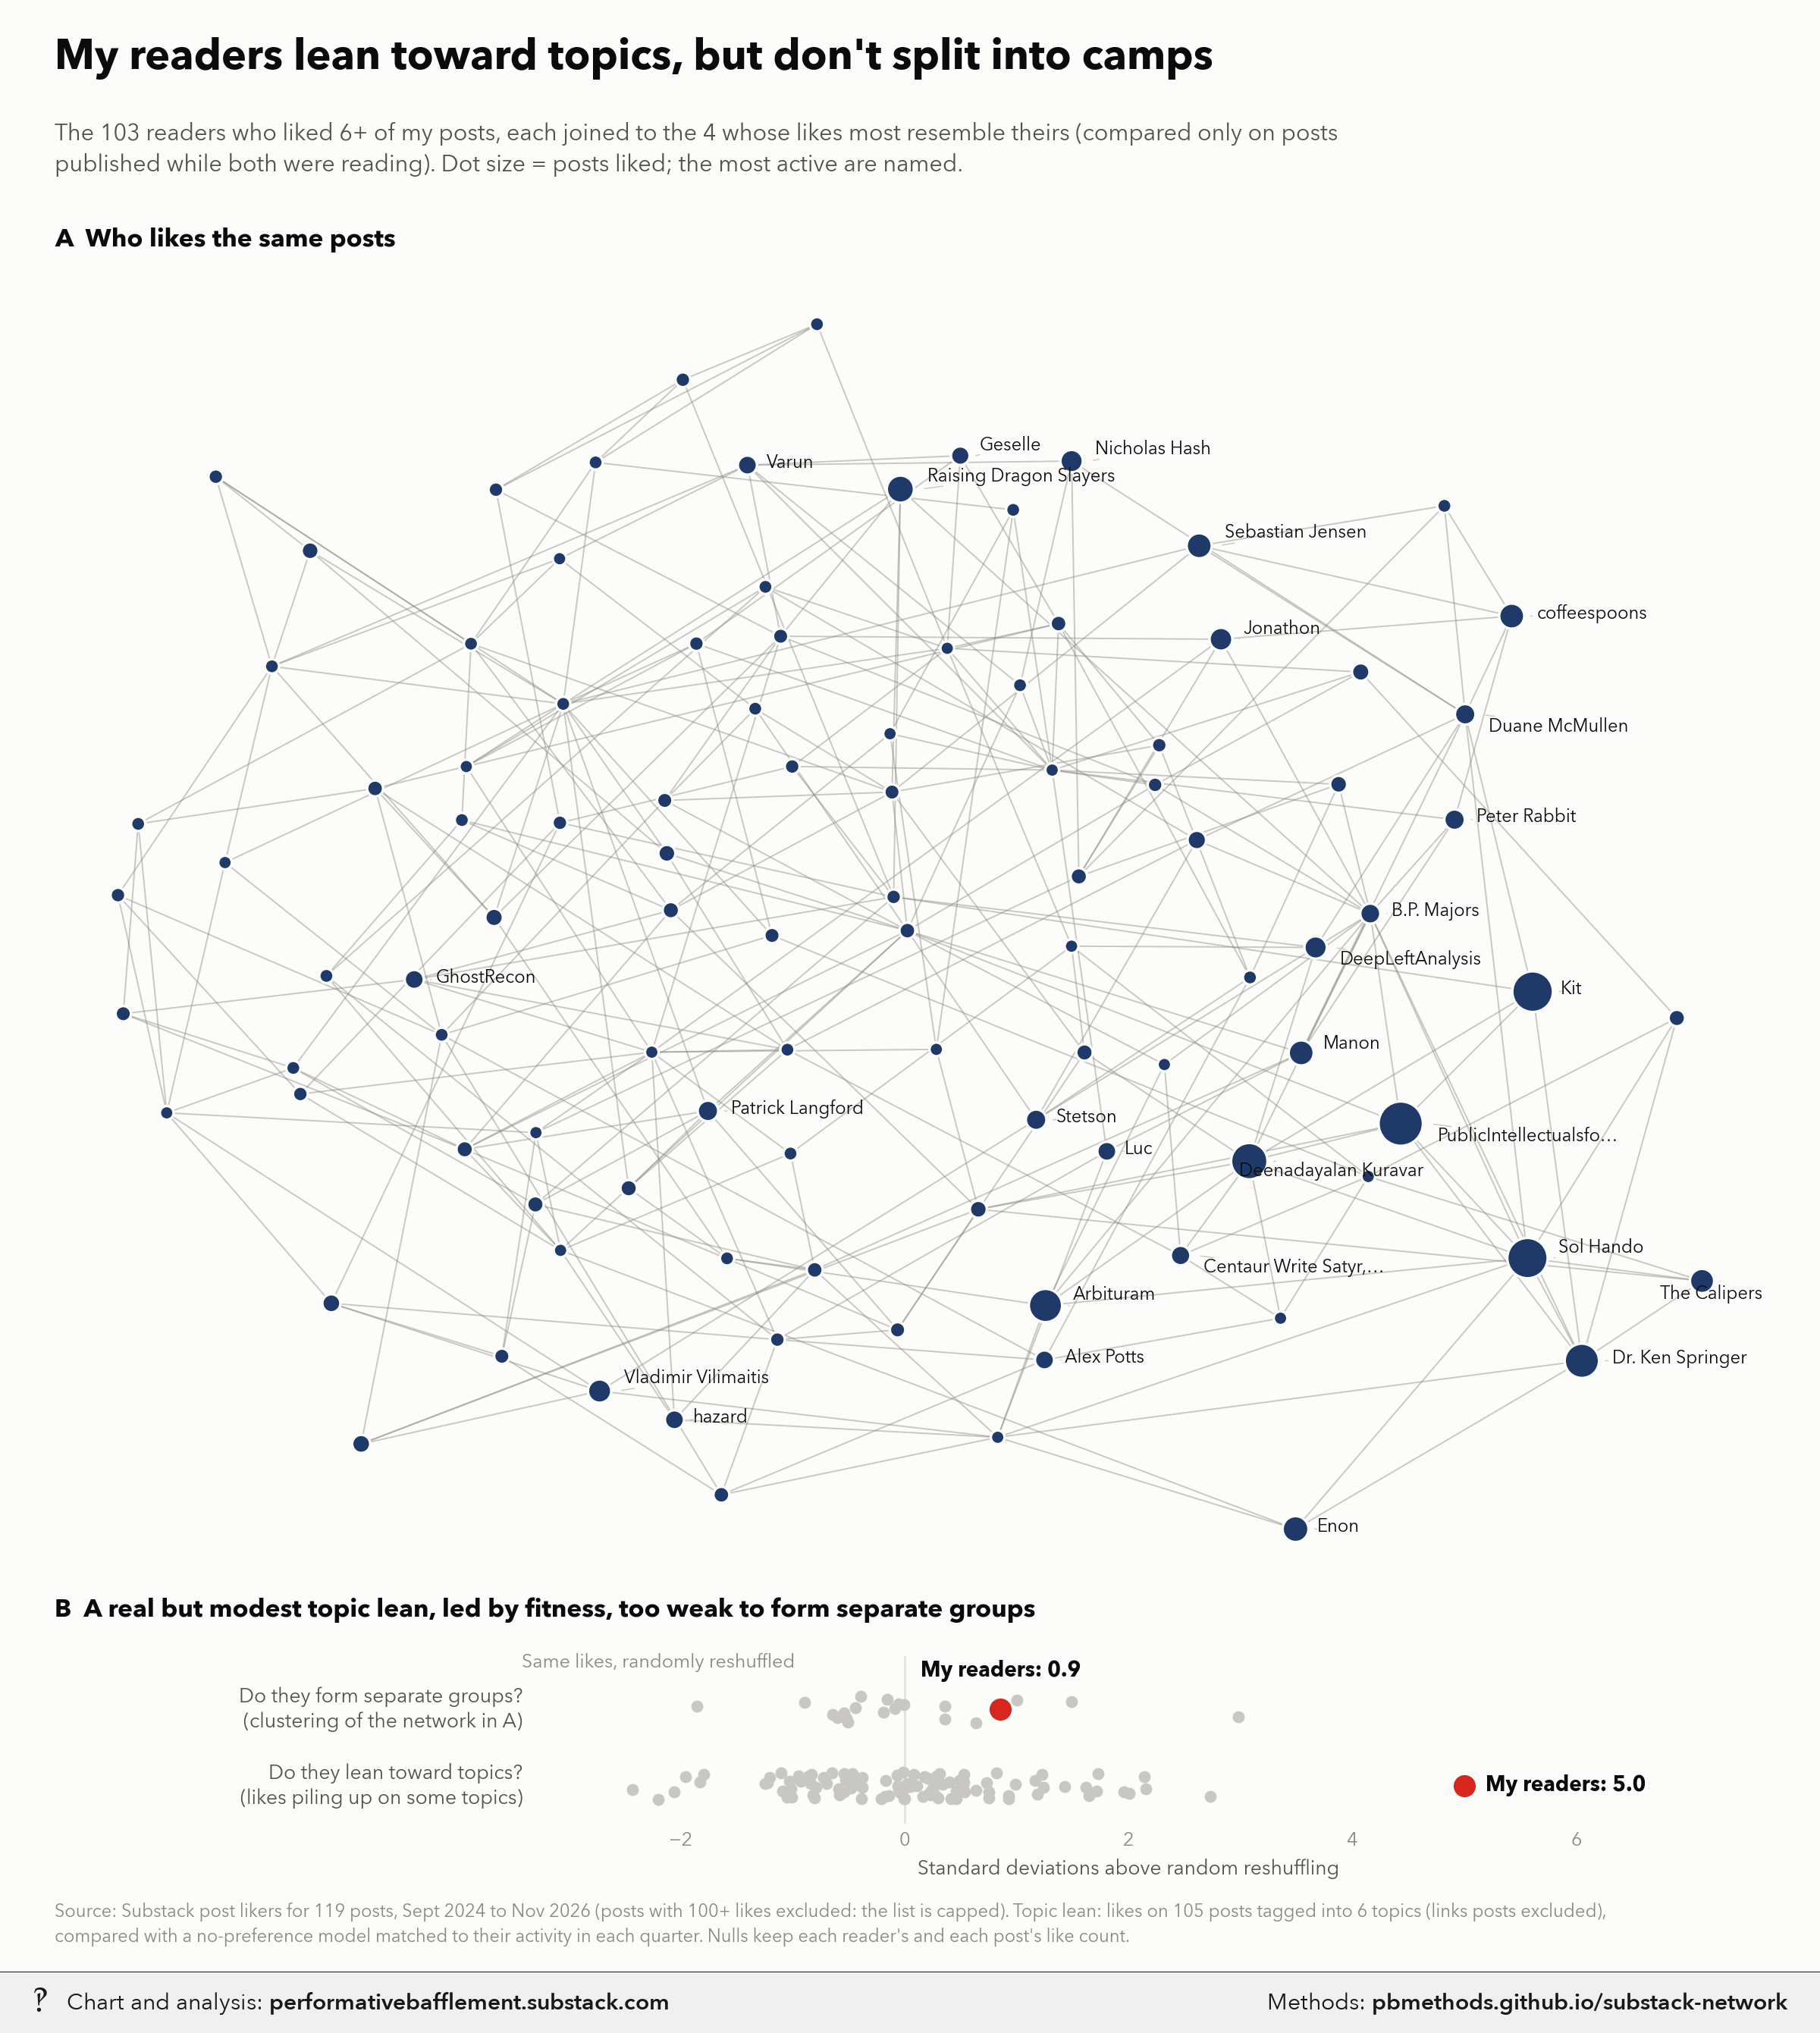 My readers lean toward topics, but don't split into camps
The 103 readers who liked 6+ of my posts, each joined to the 4 whose likes most resemble theirs (compared only on posts
published while both were reading). Dot size = posts liked; the most active are named.
A Who likes the same posts
Geselle
Nicholas Hash
Varun
Raising Dragon Slayers
Sebastian Jensen
coffeespoons
Jonathon
Duane McMullen
Peter Rabbit
B.P. Majors
DeepLeftAnalysis
GhostRecon
Kit
Manon
Patrick Langford
Stetson
PublicIntellectualsfo…
Luc
Deenadayalan Kuravar
Sol Hando
Centaur Write Satyr,…
The Calipers
Arbituram
Alex Potts
Dr. Ken Springer
Vladimir Vilimaitis
hazard
Enon
B A real but modest topic lean, led by fitness, too weak to form separate groups
Same likes, randomly reshuffled
My readers: 0.9
Do they form separate groups?
(clustering of the network in A)
Do they lean toward topics?
(likes piling up on some topics)
My readers: 5.0
−2 0 2 4 6
Standard deviations above random reshuffling
Source: Substack post likers for 119 posts, Sept 2024 to Nov 2026 (posts with 100+ likes excluded: the list is capped). Topic lean: likes on 105 posts tagged into 6 topics (links posts excluded),
compared with a no-preference model matched to their activity in each quarter. Nulls keep each reader's and each post's like count.
‽ Chart and analysis: performativebafflement.substack.com
Methods: pbmethods.github.io/substack-network